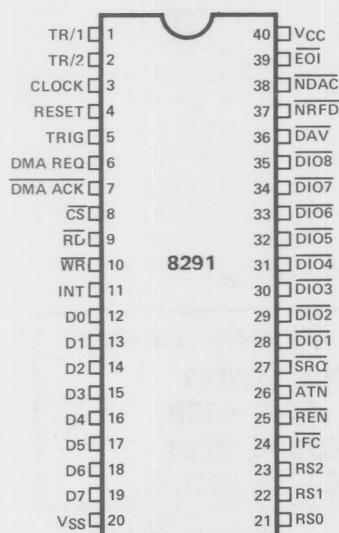 TR/1 1 40 VCC
TR/2 2 39 EOI
CLOCK 3 38 NDAC
RESET 4 37 NRFD
TRIG 5 36 DAV
DMA REQ 6 35 DIO8
DMA ACK 7 34 DIO7
CS 8 33 DIO6
RD 9 32 DIO5
WR 10 8291 31 DIO4
INT 11 30 DIO3
D0 12 29 DIO2
D1 13 28 DIO1
D2 14 27 SRQ
D3 15 26 ATN
D4 16 25 REN
D5 17 24 IFC
D6 18 23 RS2
D7 19 22 RS1
VSS 20 21 RS0